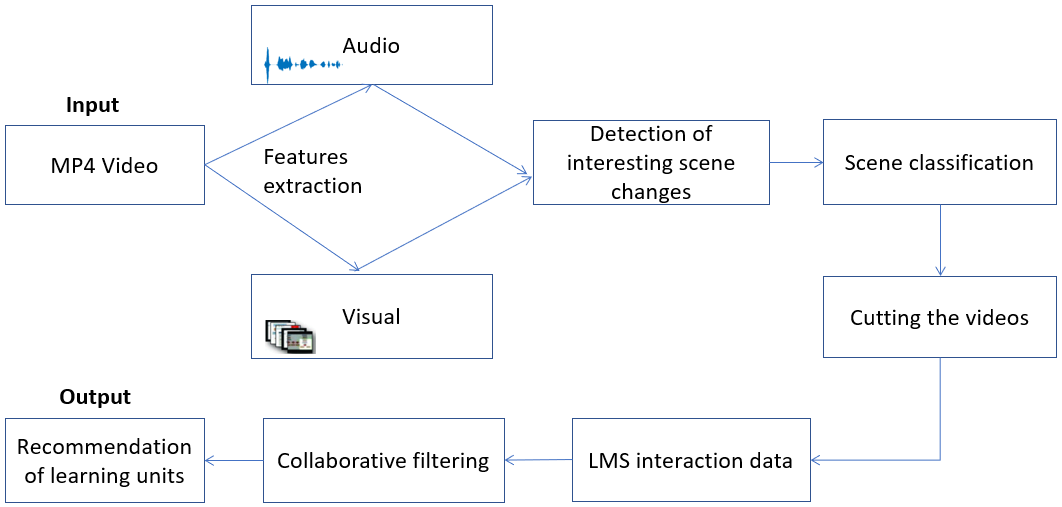 Audio
Input
MP4 Video
Features
extraction
Detection of
interesting scene
changes
Scene classification
Visual
Cutting the videos
Output
Recommendation
of learning units
Collaborative filtering
LMS interaction data